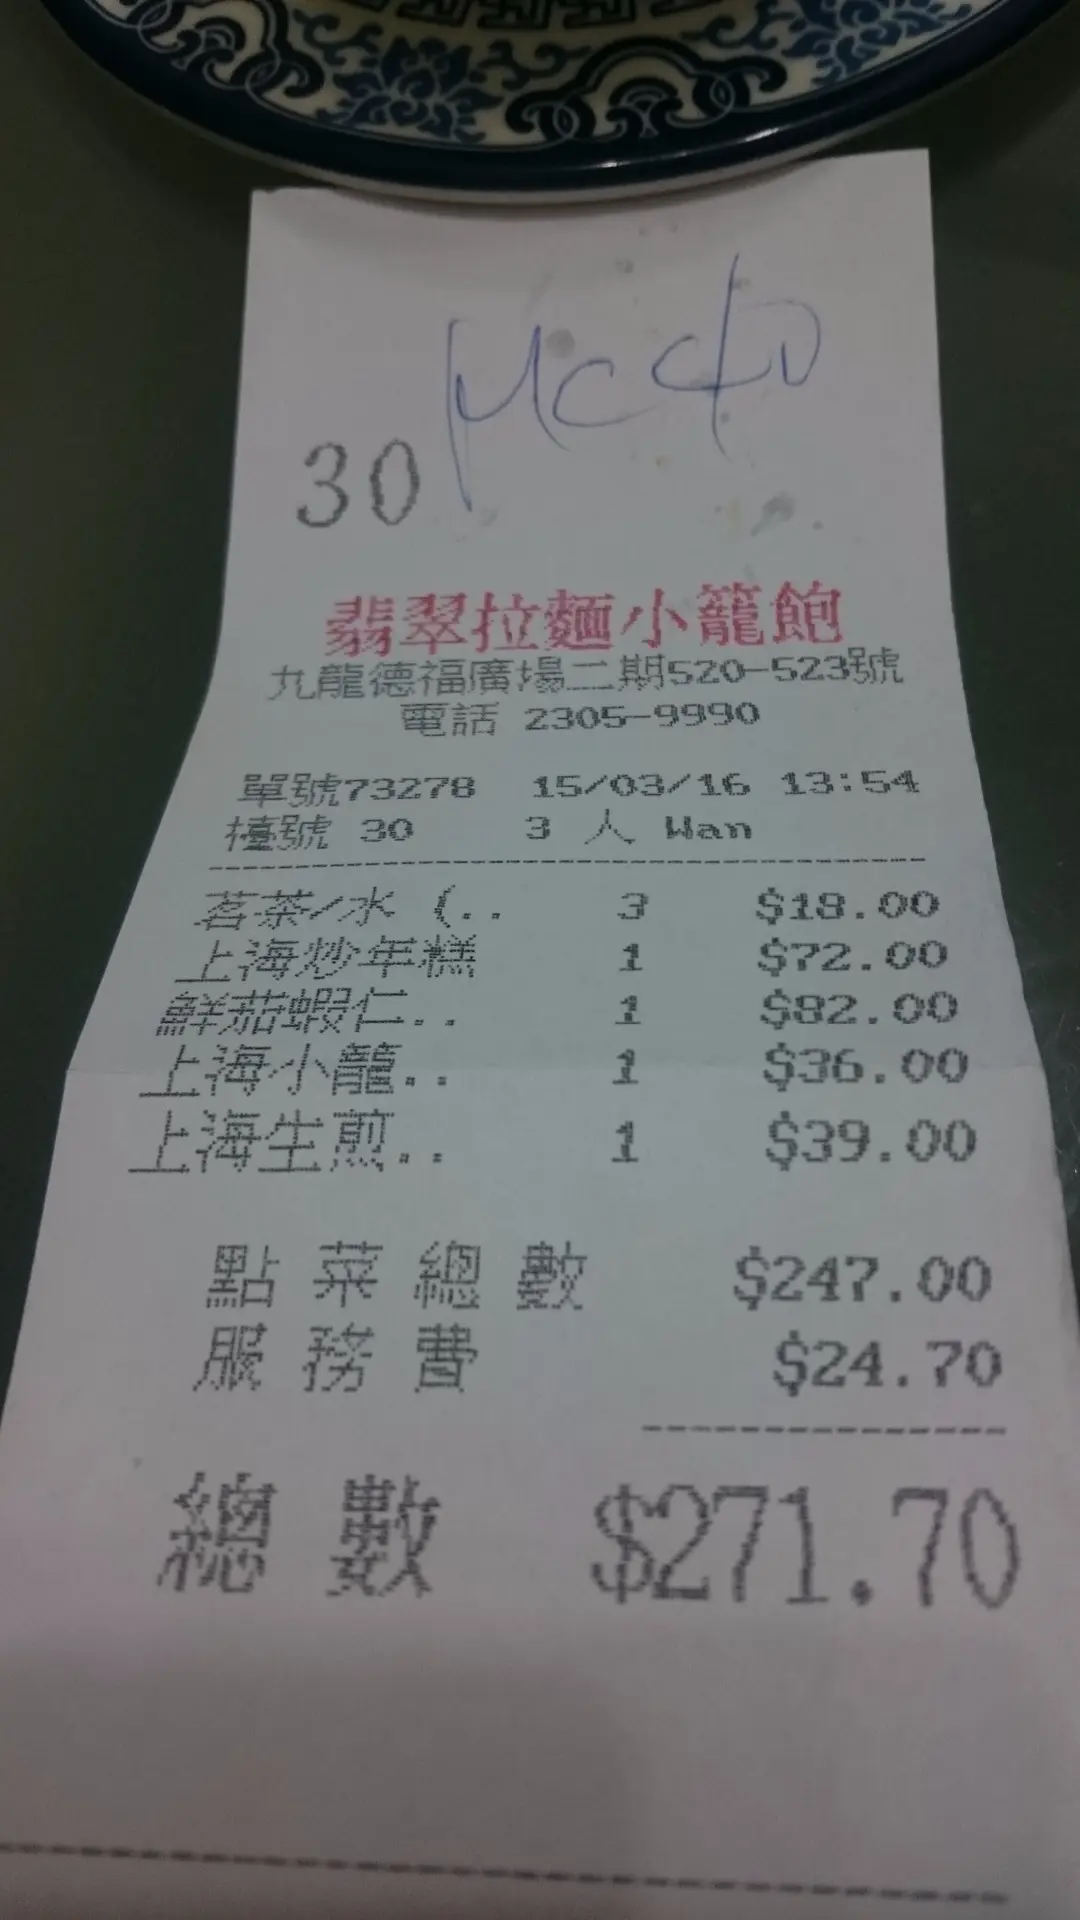 30
翡翠拉麵小籠飽
九龍德福廣場二期520-523號
電話 2305-9990
單號73278 15/03/16 13:54
檯號 30 3 人 Wan
茗茶/水 (.. 3 $18.00
上海炒年糕 1 $72.00
鮮茄蝦仁.. 1 $82.00
上海小籠.. 1 $36.00
上海生煎.. 1 $39.00
點菜總數 $247.00
服務費 $24.70
總數 $271.70